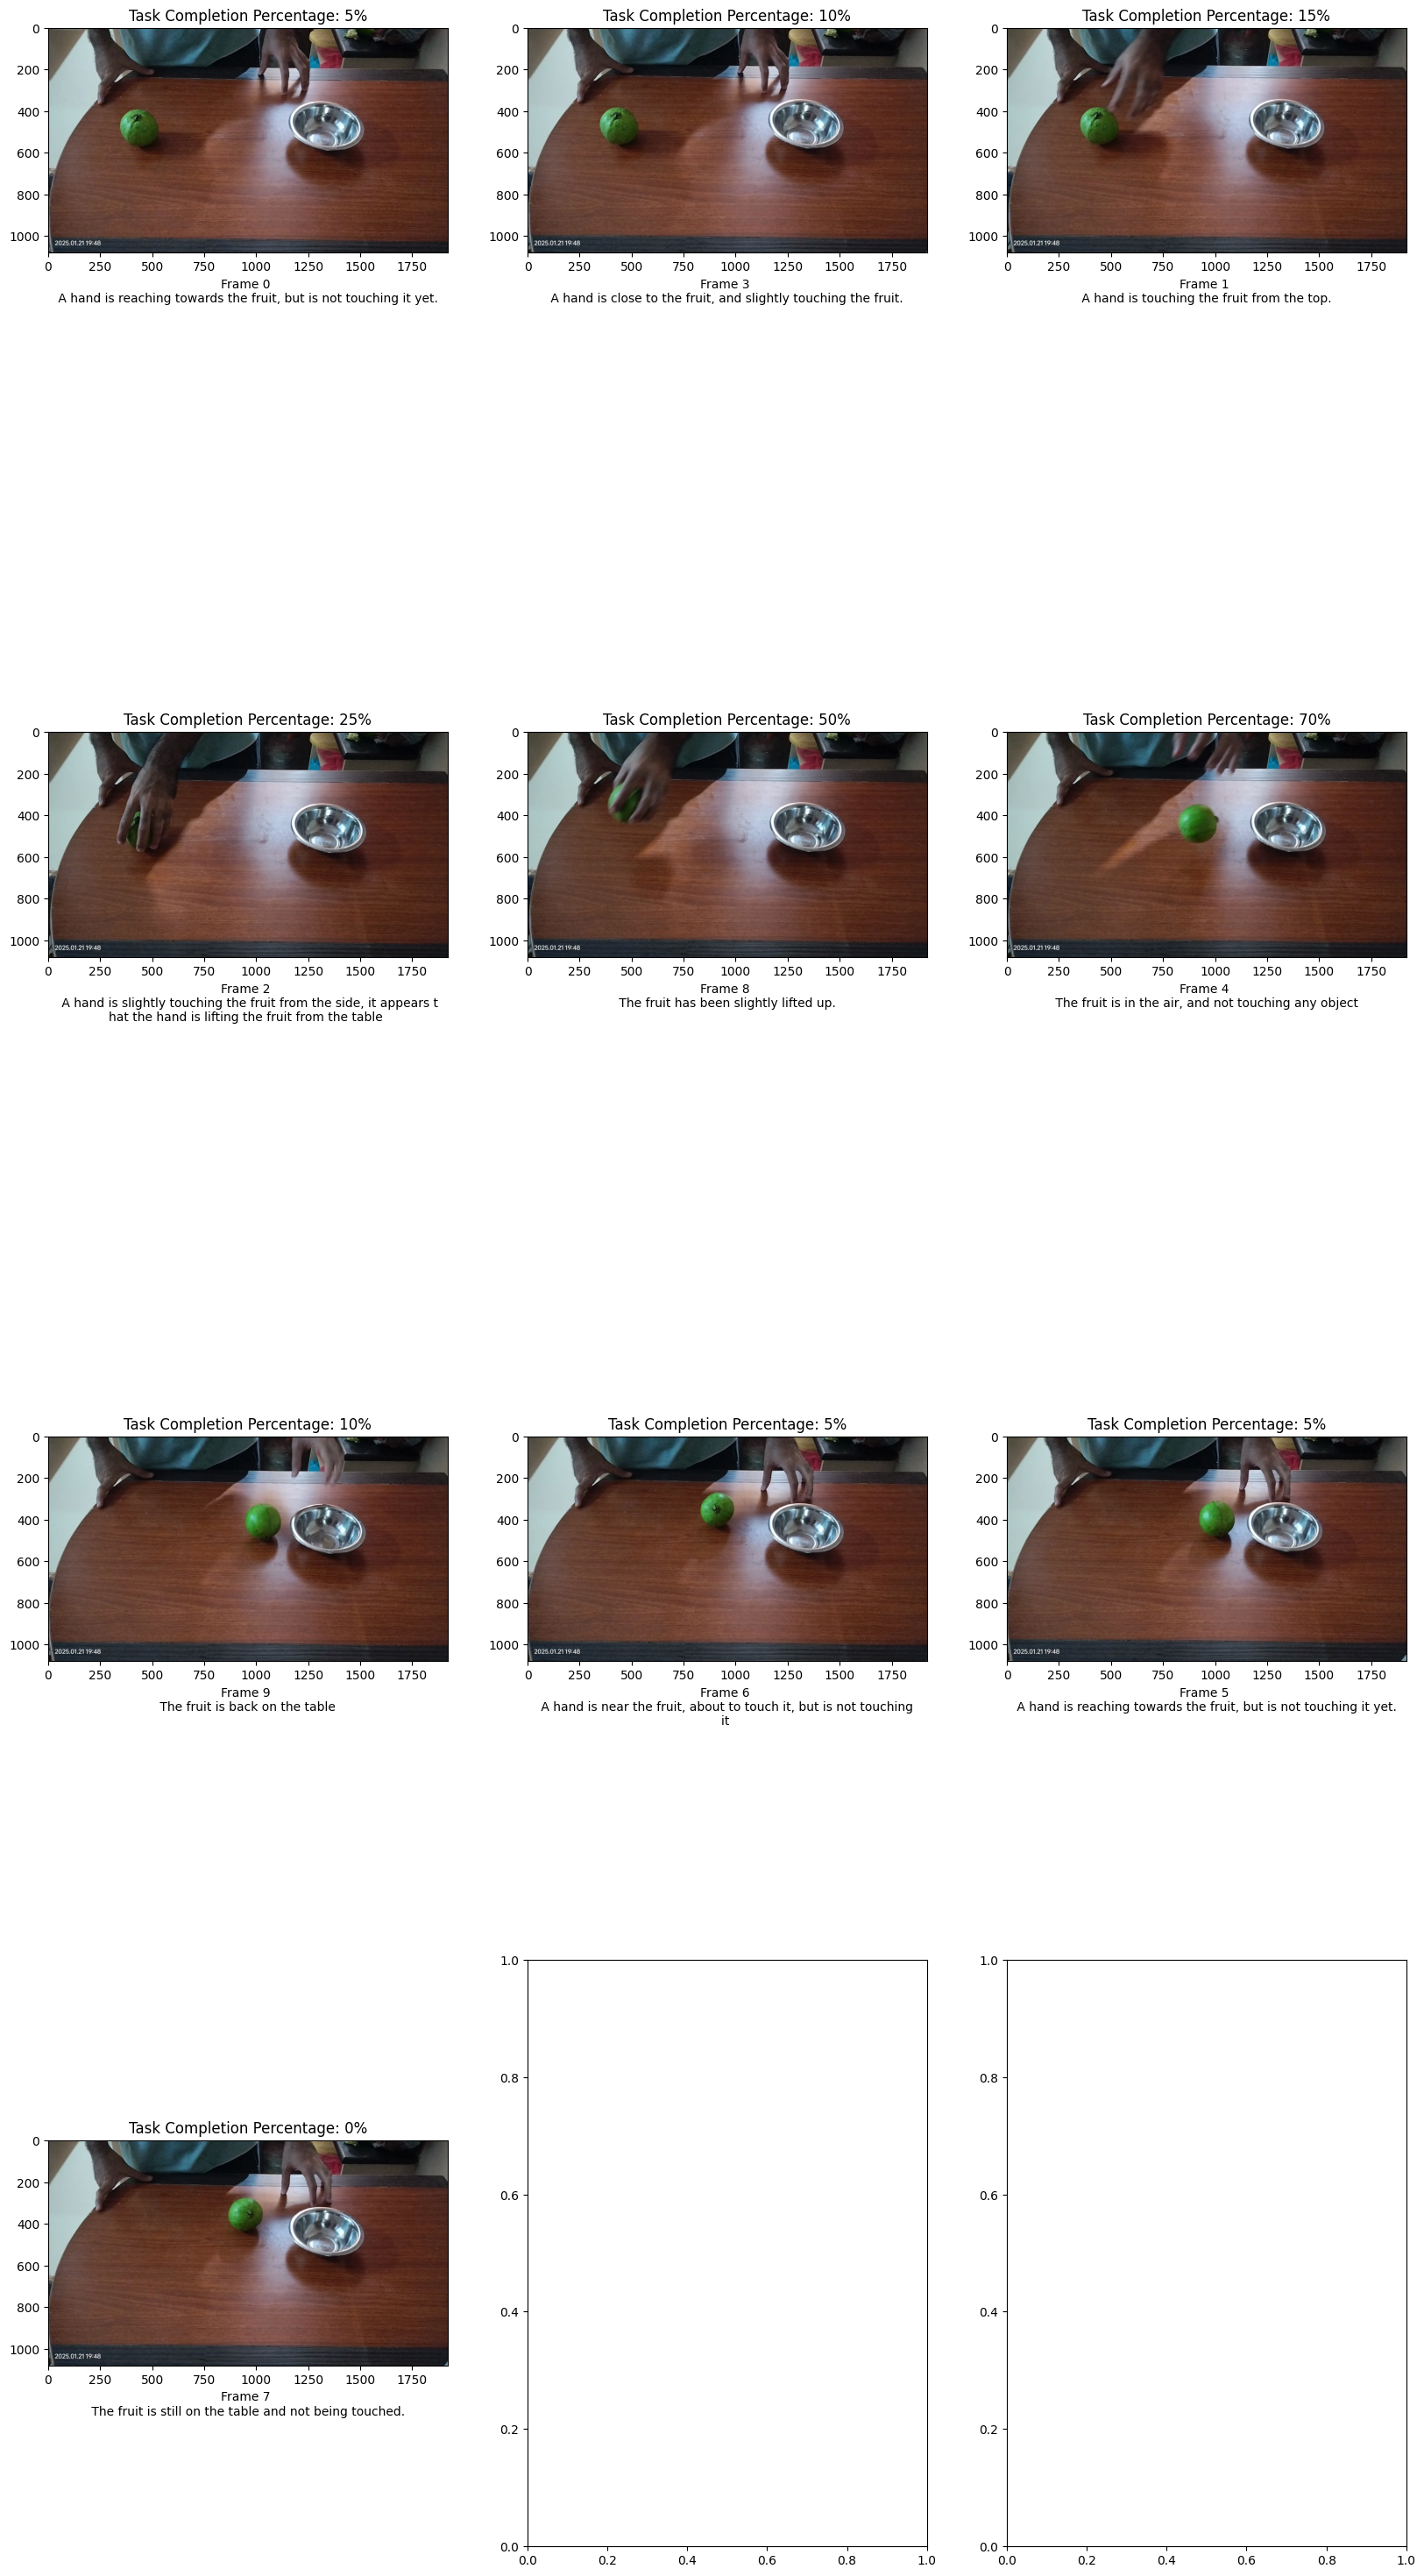 Task Completion Percentage: 5%
0
200
400
600
800
1000
2025.01.21 19:48
0 250 500 750 1000 1250 1500 1750
Frame 0
A hand is reaching towards the fruit, but is not touching it yet.
Task Completion Percentage: 10%
0
200
400
600
800
1000
2025.01.21 19:48
0 250 500 750 1000 1250 1500 1750
Frame 3
A hand is close to the fruit, and slightly touching the fruit.
Task Completion Percentage: 15%
0
200
400
600
800
1000
2025.01.21 19:48
0 250 500 750 1000 1250 1500 1750
Frame 1
A hand is touching the fruit from the top.
Task Completion Percentage: 25%
0
200
400
600
800
1000
2025.01.21 19:48
0 250 500 750 1000 1250 1500 1750
Frame 2
A hand is slightly touching the fruit from the side, it appears t
hat the hand is lifting the fruit from the table
Task Completion Percentage: 50%
0
200
400
600
800
1000
2025.01.21 19:48
0 250 500 750 1000 1250 1500 1750
Frame 8
The fruit has been slightly lifted up.
Task Completion Percentage: 70%
0
200
400
600
800
1000
2025.01.21 19:48
0 250 500 750 1000 1250 1500 1750
Frame 4
The fruit is in the air, and not touching any object
Task Completion Percentage: 10%
0
200
400
600
800
1000
2025.01.21 19:48
0 250 500 750 1000 1250 1500 1750
Frame 9
The fruit is back on the table
Task Completion Percentage: 5%
0
200
400
600
800
1000
2025.01.21 19:48
0 250 500 750 1000 1250 1500 1750
Frame 6
A hand is near the fruit, about to touch it, but is not touching
it
Task Completion Percentage: 5%
0
200
400
600
800
1000
2025.01.21 19:48
0 250 500 750 1000 1250 1500 1750
Frame 5
A hand is reaching towards the fruit, but is not touching it yet.
Task Completion Percentage: 0%
0
200
400
600
800
1000
2025.01.21 19:48
0 250 500 750 1000 1250 1500 1750
Frame 7
The fruit is still on the table and not being touched.
1.0
0.8
0.6
0.4
0.2
0.0
0.0 0.2 0.4 0.6 0.8 1.0
1.0
0.8
0.6
0.4
0.2
0.0
0.0 0.2 0.4 0.6 0.8 1.0